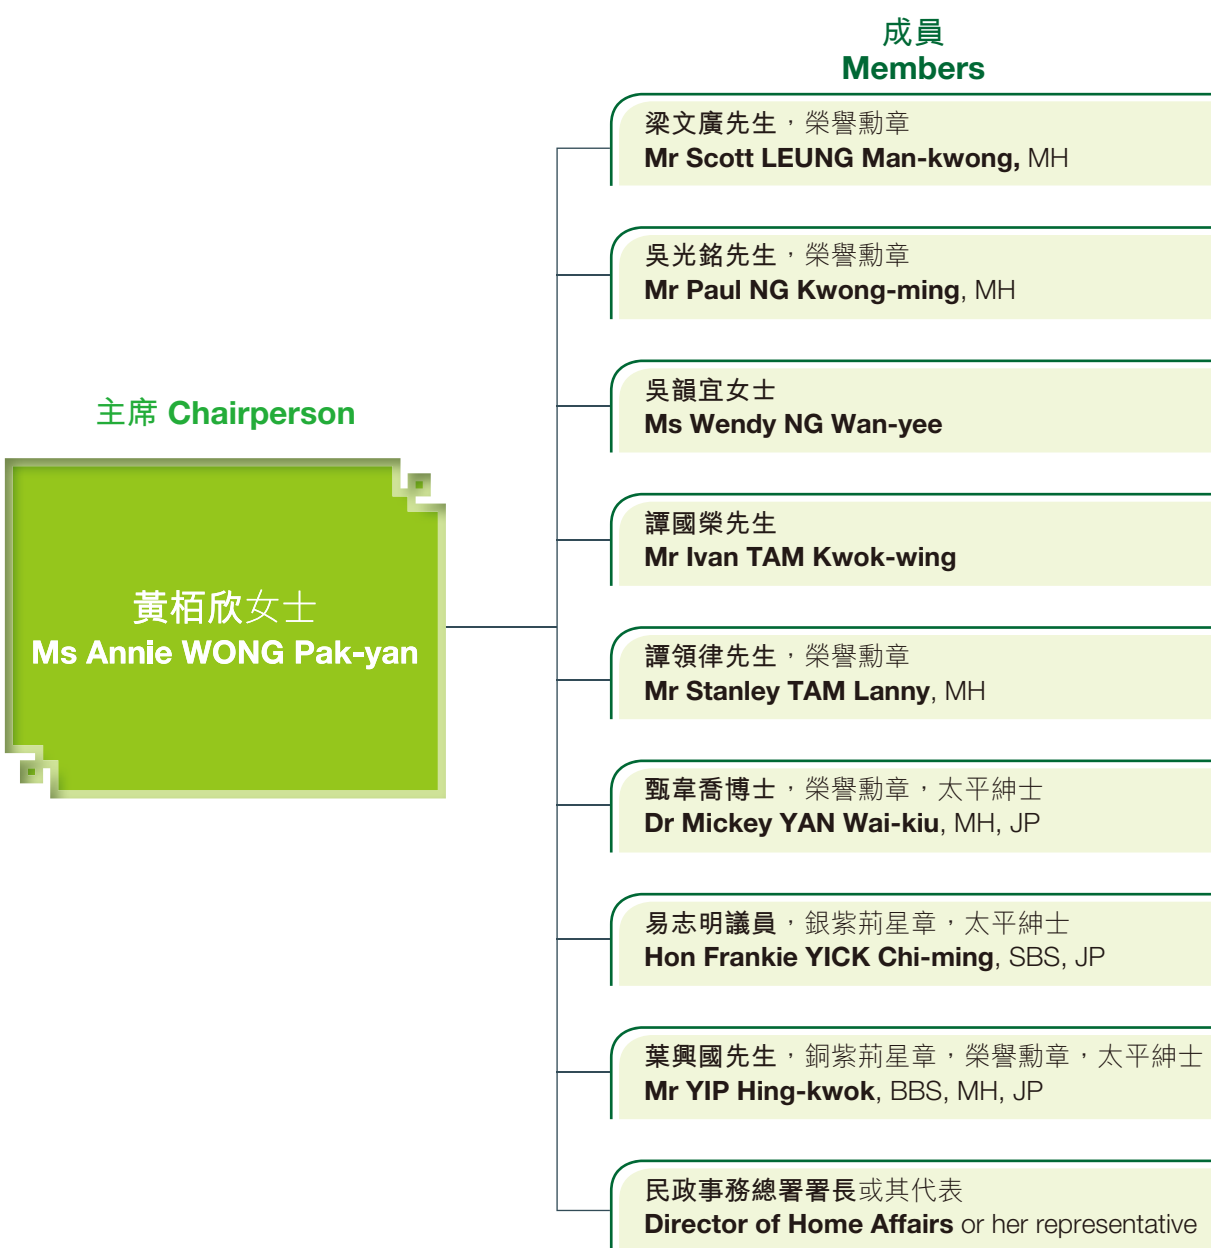 成員
Members
梁文廣先生，榮譽勳章
Mr Scott LEUNG Man-kwong, MH
吳光銘先生，榮譽勳章
Mr Paul NG Kwong-ming, MH
吳韻宜女士
Ms Wendy NG Wan-yee
主席 Chairperson
黃栢欣女士
Ms Annie WONG Pak-yan
譚國榮先生
Mr Ivan TAM Kwok-wing
譚領律先生，榮譽勳章
Mr Stanley TAM Lanny, MH
甄韋喬博士，榮譽勳章，太平紳士
Dr Mickey YAN Wai-kiu, MH, JP
易志明議員，銀紫荊星章，太平紳士
Hon Frankie YICK Chi-ming, SBS, JP
葉興國先生，銅紫荊星章，榮譽勳章，太平紳士
Mr YIP Hing-kwok, BBS, MH, JP
民政事務總署署長或其代表
Director of Home Affairs or her representative